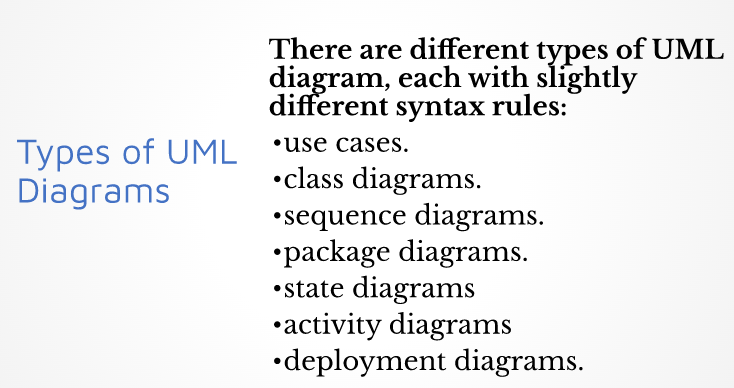 Types of UML
Diagrams
There are different types of UML
diagram, each with slightly
different syntax rules:
•use cases.
•class diagrams.
•sequence diagrams.
•package diagrams.
•state diagrams
•activity diagrams
•deployment diagrams.